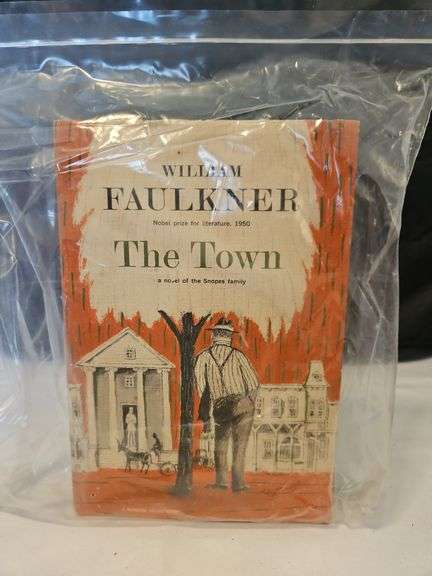 WILLIAM
FAULKNER
Nobel prize for literature, 1950
The Town
a novel of the Snopes family